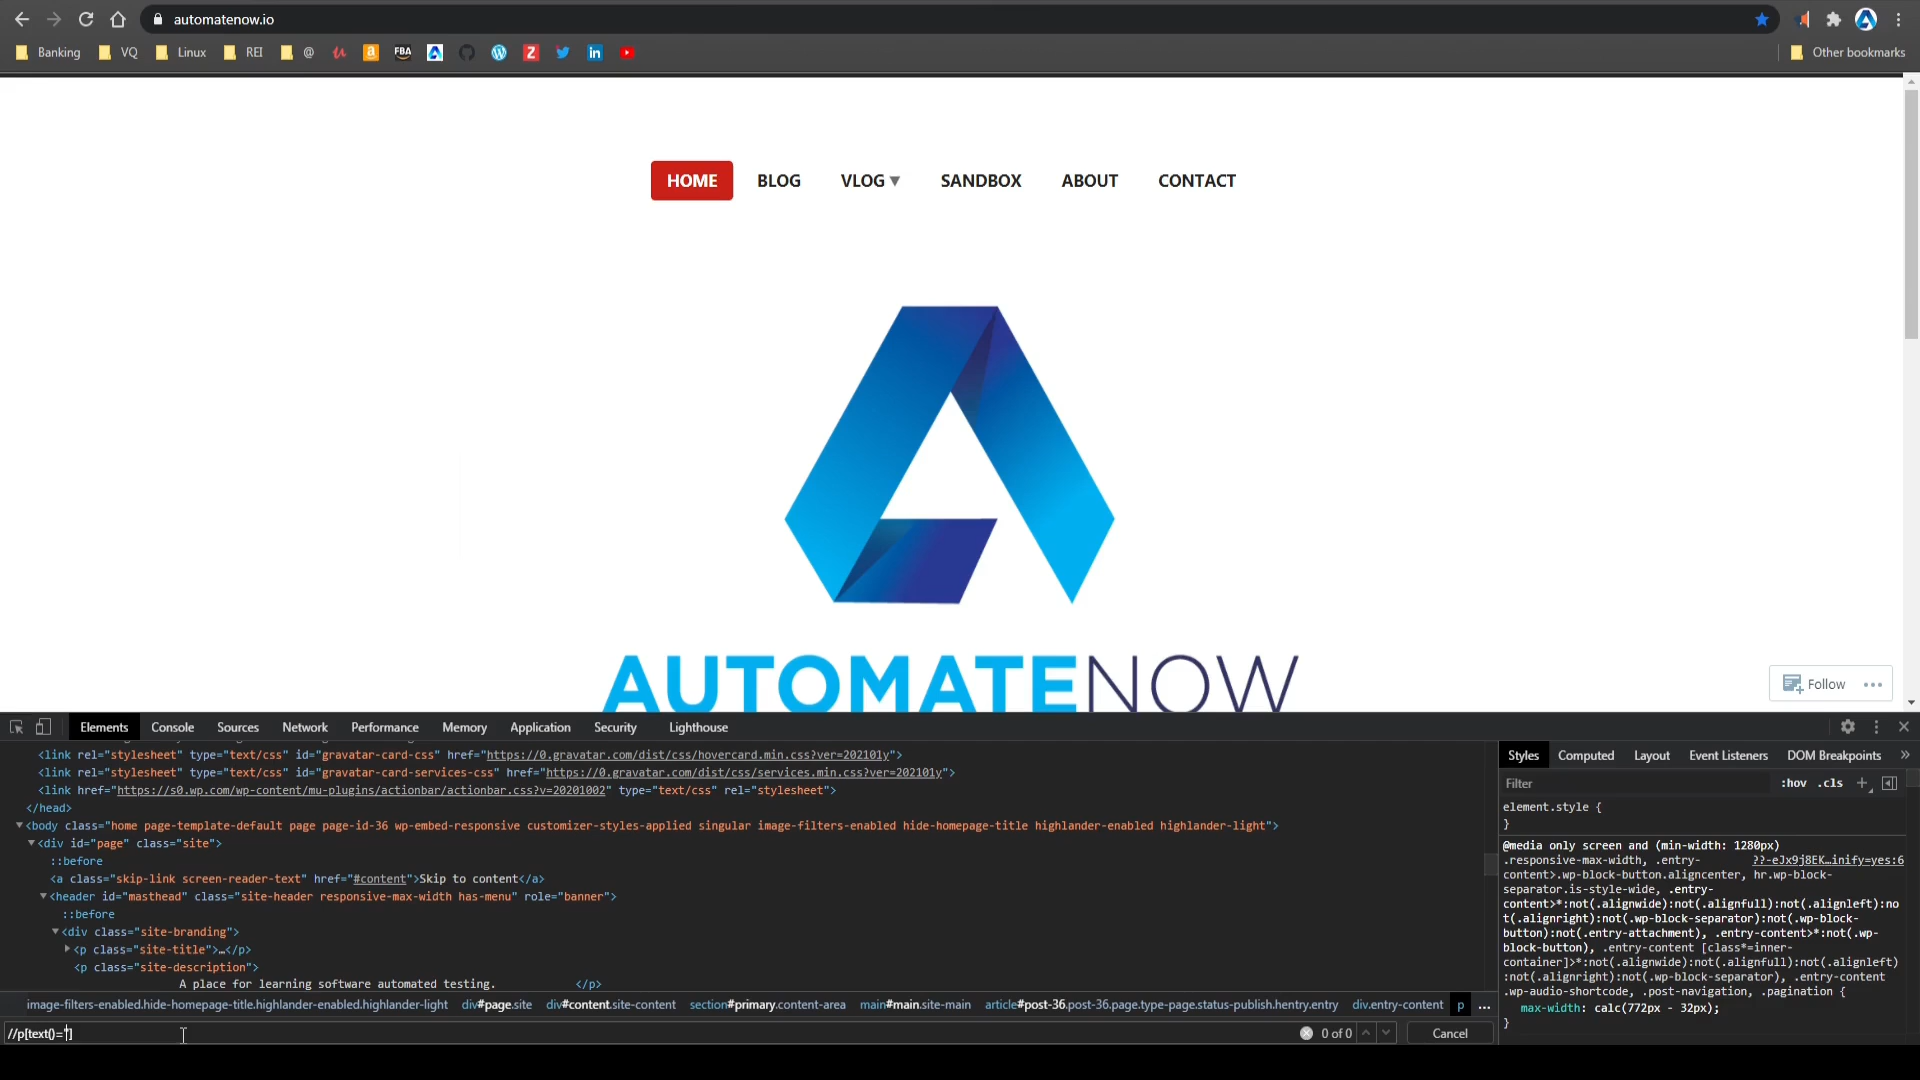 automatenow.io
Banking VQ Linux REI @ FBA Other bookmarks
HOME BLOG VLOG ▼ SANDBOX ABOUT CONTACT
AUTOMATENOW
Follow
Elements Console Sources Network Performance Memory Application Security Lighthouse
<link rel="stylesheet" type="text/css" id="gravatar-card-css" href="https://0.gravatar.com/dist/css/hovercard.min.css?ver=202101y">
<link rel="stylesheet" type="text/css" id="gravatar-card-services-css" href="https://0.gravatar.com/dist/css/services.min.css?ver=202101y">
<link href="https://s0.wp.com/wp-content/mu-plugins/actionbar/actionbar.css?v=20201002" type="text/css" rel="stylesheet">
</head>
<body class="home page-template-default page page-id-36 wp-embed-responsive customizer-styles-applied singular image-filters-enabled hide-homepage-title highlander-enabled highlander-light">
<div id="page" class="site">
::before
<a class="skip-link screen-reader-text" href="#content">Skip to content</a>
<header id="masthead" class="site-header responsive-max-width has-menu" role="banner">
::before
<div class="site-branding">
<p class="site-title">…</p>
<p class="site-description">
A place for learning software automated testing. </p>
image-filters-enabled.hide-homepage-title.highlander-enabled.highlander-light div#page.site div#content.site-content section#primary.content-area main#main.site-main article#post-36.post-36.page.type-page.status-publish.hentry.entry div.entry-content p ...
//p[text()='']
0 of 0 Cancel
Styles Computed Layout Event Listeners DOM Breakpoints »
Filter :hov .cls +
element.style {
}
@media only screen and (min-width: 1280px)
.responsive-max-width, .entry- ??-eJx9j8EK…inify=yes:6
content>.wp-block-button.aligncenter, hr.wp-block-
separator.is-style-wide, .entry-
content>*:not(.alignwide):not(.alignfull):not(.alignleft):no
t(.alignright):not(.wp-block-separator):not(.wp-block-
button):not(.entry-attachment), .entry-content>*:not(.wp-
block-button), .entry-content [class*=inner-
container]>*:not(.alignwide):not(.alignfull):not(.alignleft)
:not(.alignright):not(.wp-block-separator), .entry-content
.wp-audio-shortcode, .post-navigation, .pagination {
max-width: calc(772px - 32px);
}